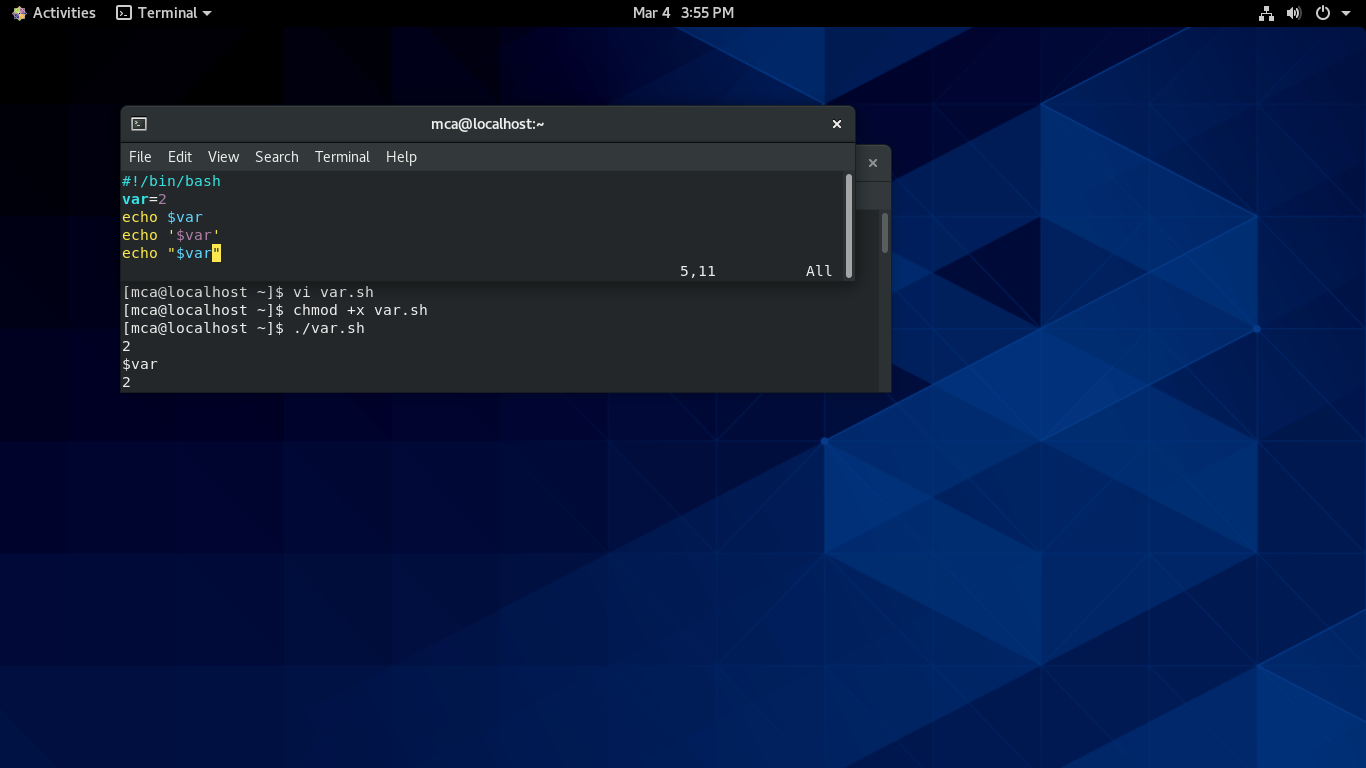 Activities Terminal Mar 4 3:55 PM
mca@localhost:~
File Edit View Search Terminal Help
#!/bin/bash
var=2
echo $var
echo '$var'
echo "$var"
5,11 All
[mca@localhost ~]$ vi var.sh
[mca@localhost ~]$ chmod +x var.sh
[mca@localhost ~]$ ./var.sh
2
$var
2